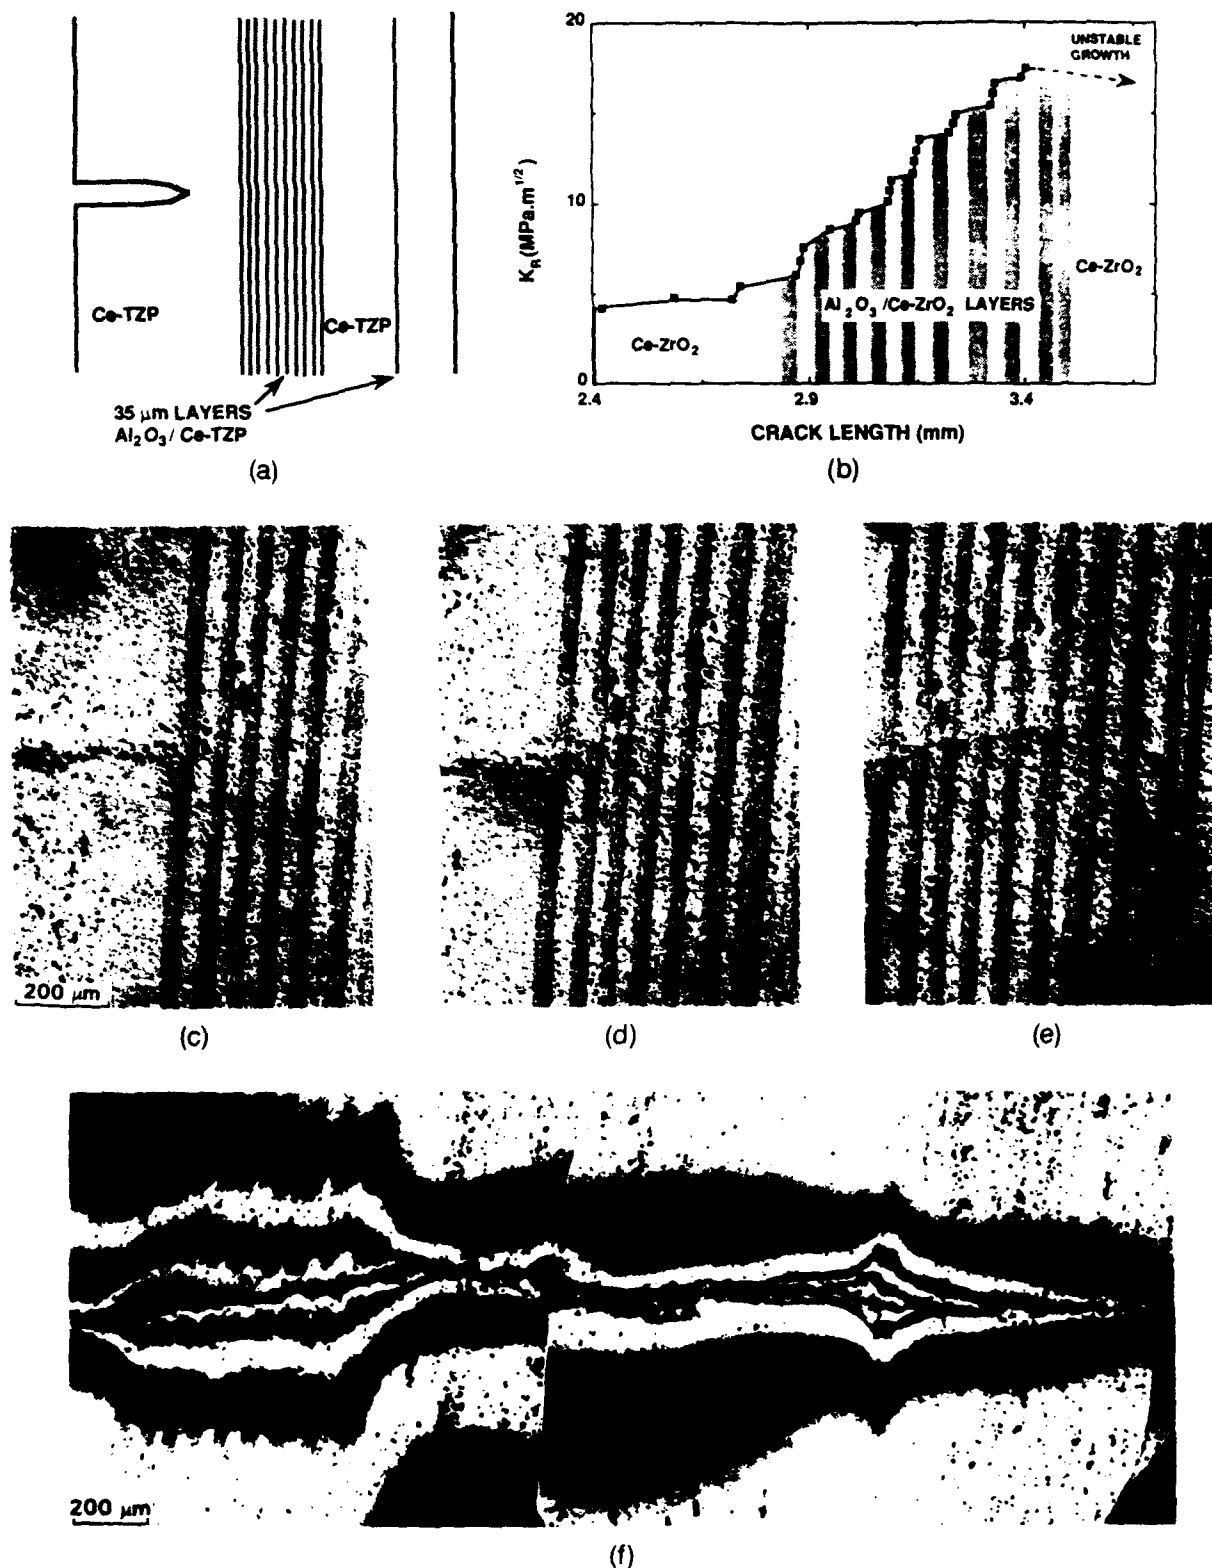 Ce-TZP
Ce-TZP
35 μm LAYERS
Al₂O₃/ Ce-TZP
(a)
20
10
0
K_R (MPa.m^1/2)
UNSTABLE
GROWTH
Ce-ZrO₂
Al₂O₃/Ce-ZrO₂ LAYERS
Ce-ZrO₂
2.4
2.9
3.4
CRACK LENGTH (mm)
(b)
200 μm
(c)
(d)
(e)
200 μm
(f)